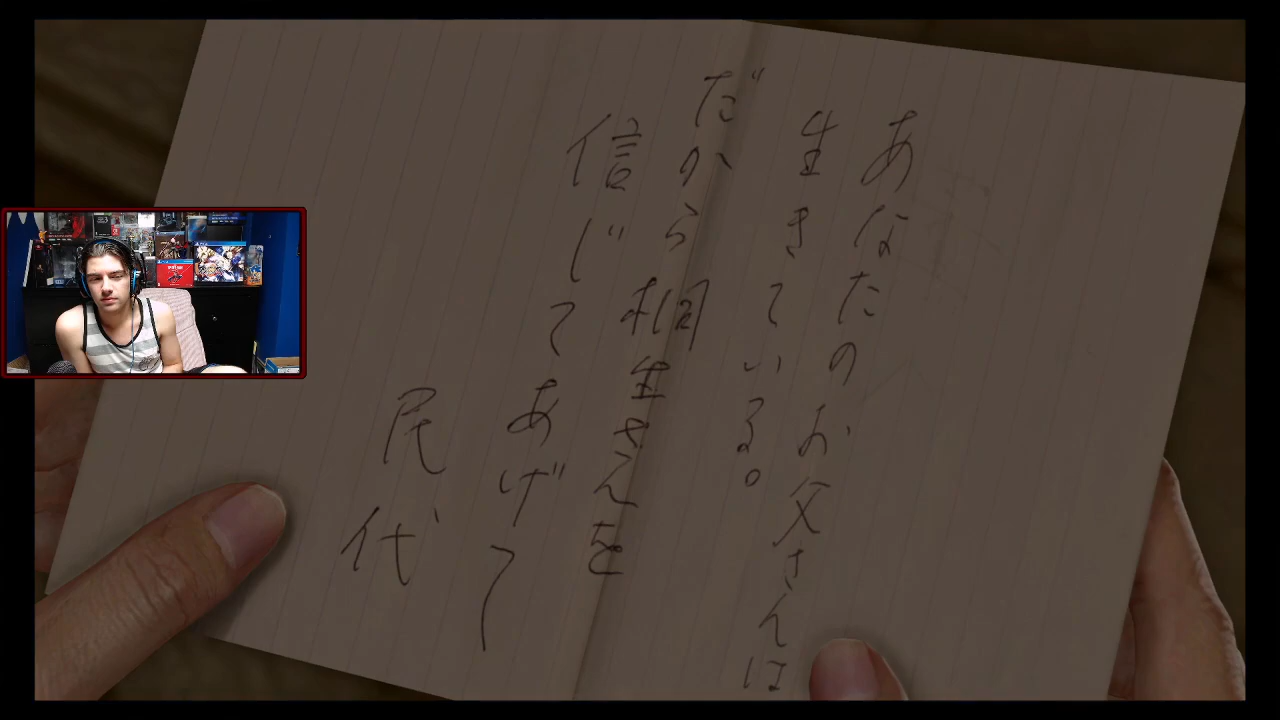 あなたのお父さんは
生きている。
だから桐生さんを
信じてあげて
民代